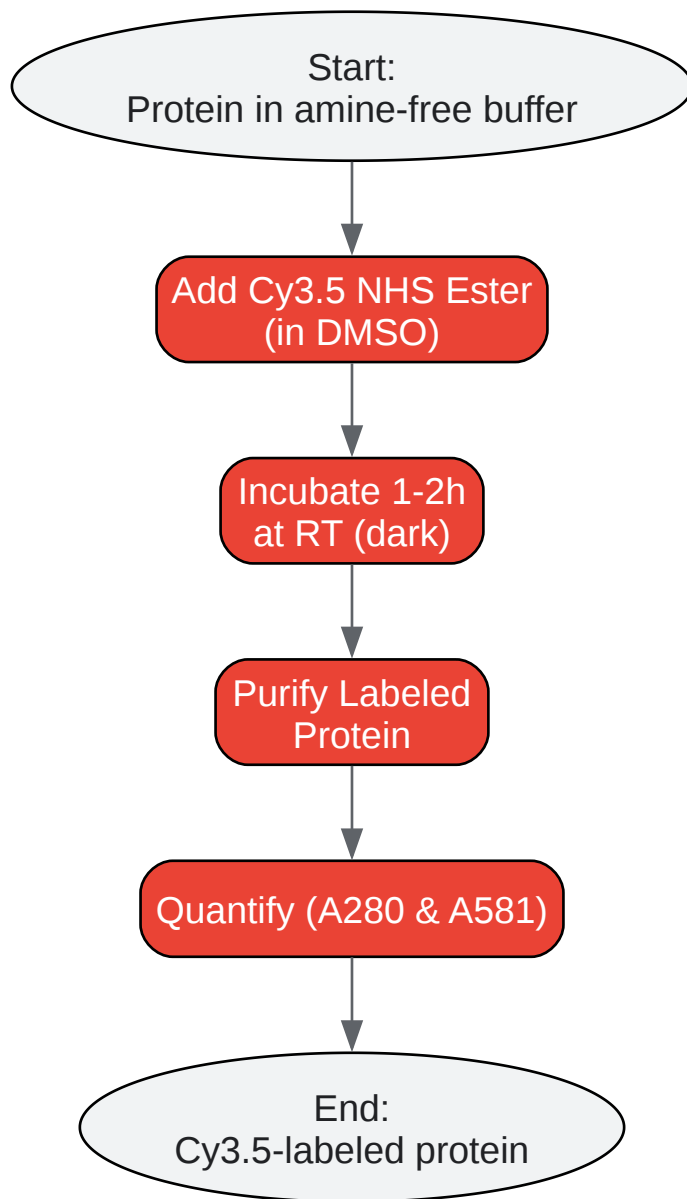 Start:
Protein in amine-free buffer
Add Cy3.5 NHS Ester
(in DMSO)
Incubate 1-2h
at RT (dark)
Purify Labeled
Protein
Quantify (A280 & A581)
End:
Cy3.5-labeled protein